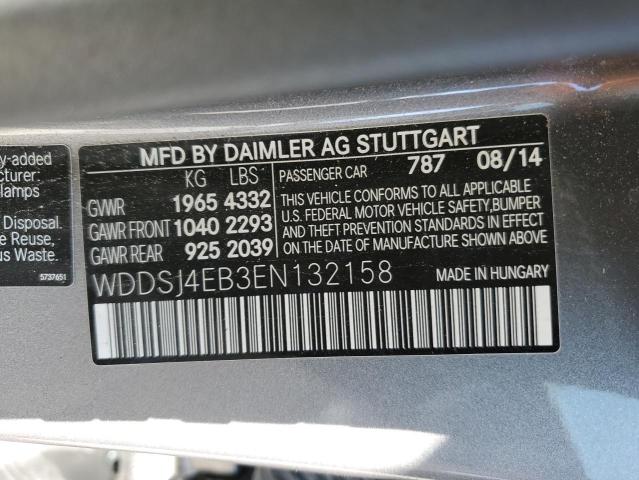 y-added
acturer:
lamps
Disposal.
e Reuse,
us Waste.
5737651
MFD BY DAIMLER AG STUTTGART
KG LBS
GVWR 1965 4332
GAWR FRONT 1040 2293
GAWR REAR 925 2039
PASSENGER CAR 787 08/14
THIS VEHICLE CONFORMS TO ALL APPLICABLE
U.S. FEDERAL MOTOR VEHICLE SAFETY,BUMPER
AND THEFT PREVENTION STANDARDS IN EFFECT
ON THE DATE OF MANUFACTURE SHOWN ABOVE.
WDDSJ4EB3EN132158
MADE IN HUNGARY